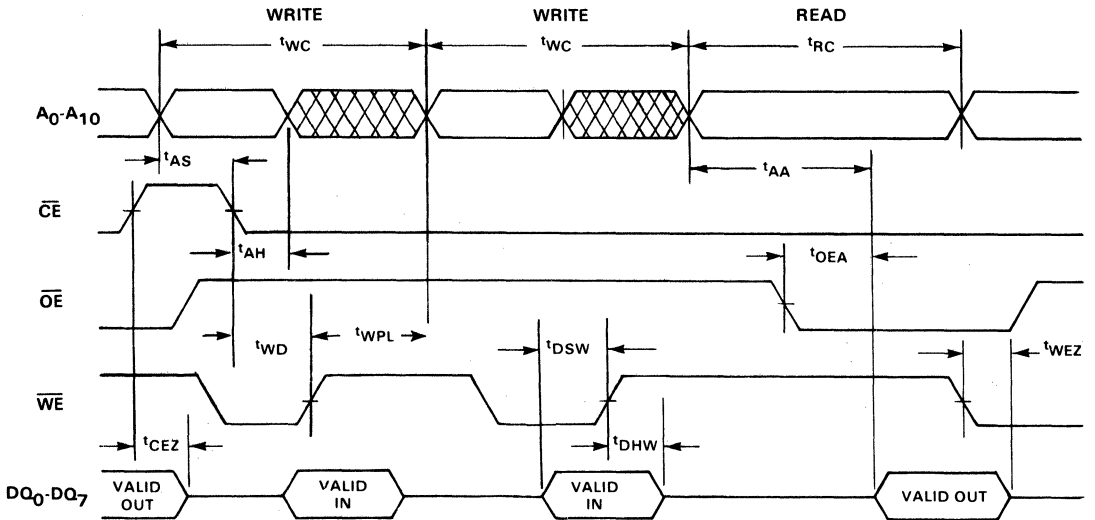 WRITE WRITE READ
tWC tWC tRC
A0-A10
tAS tAA
CE
tAH tOEA
OE
tWD tWPL tDSW tWEZ
WE
tCEZ tDHW
DQ0-DQ7 VALID OUT VALID IN VALID IN VALID OUT